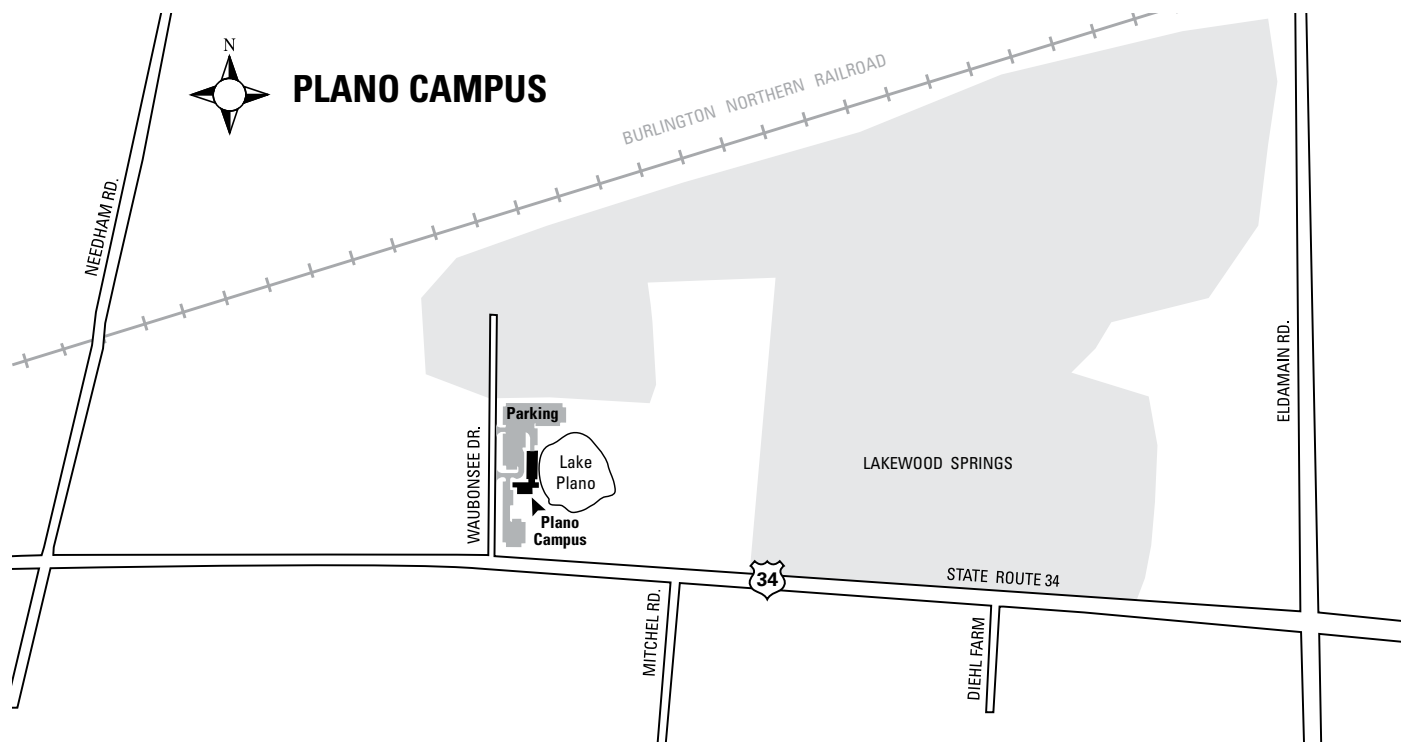 N
PLANO CAMPUS
BURLINGTON NORTHERN RAILROAD
NEEDHAM RD.
ELDAMAIN RD.
Parking
WAUBONSEE DR.
Lake
Plano
LAKEWOOD SPRINGS
Plano
Campus
34
STATE ROUTE 34
MITCHEL RD.
DIEHL FARM